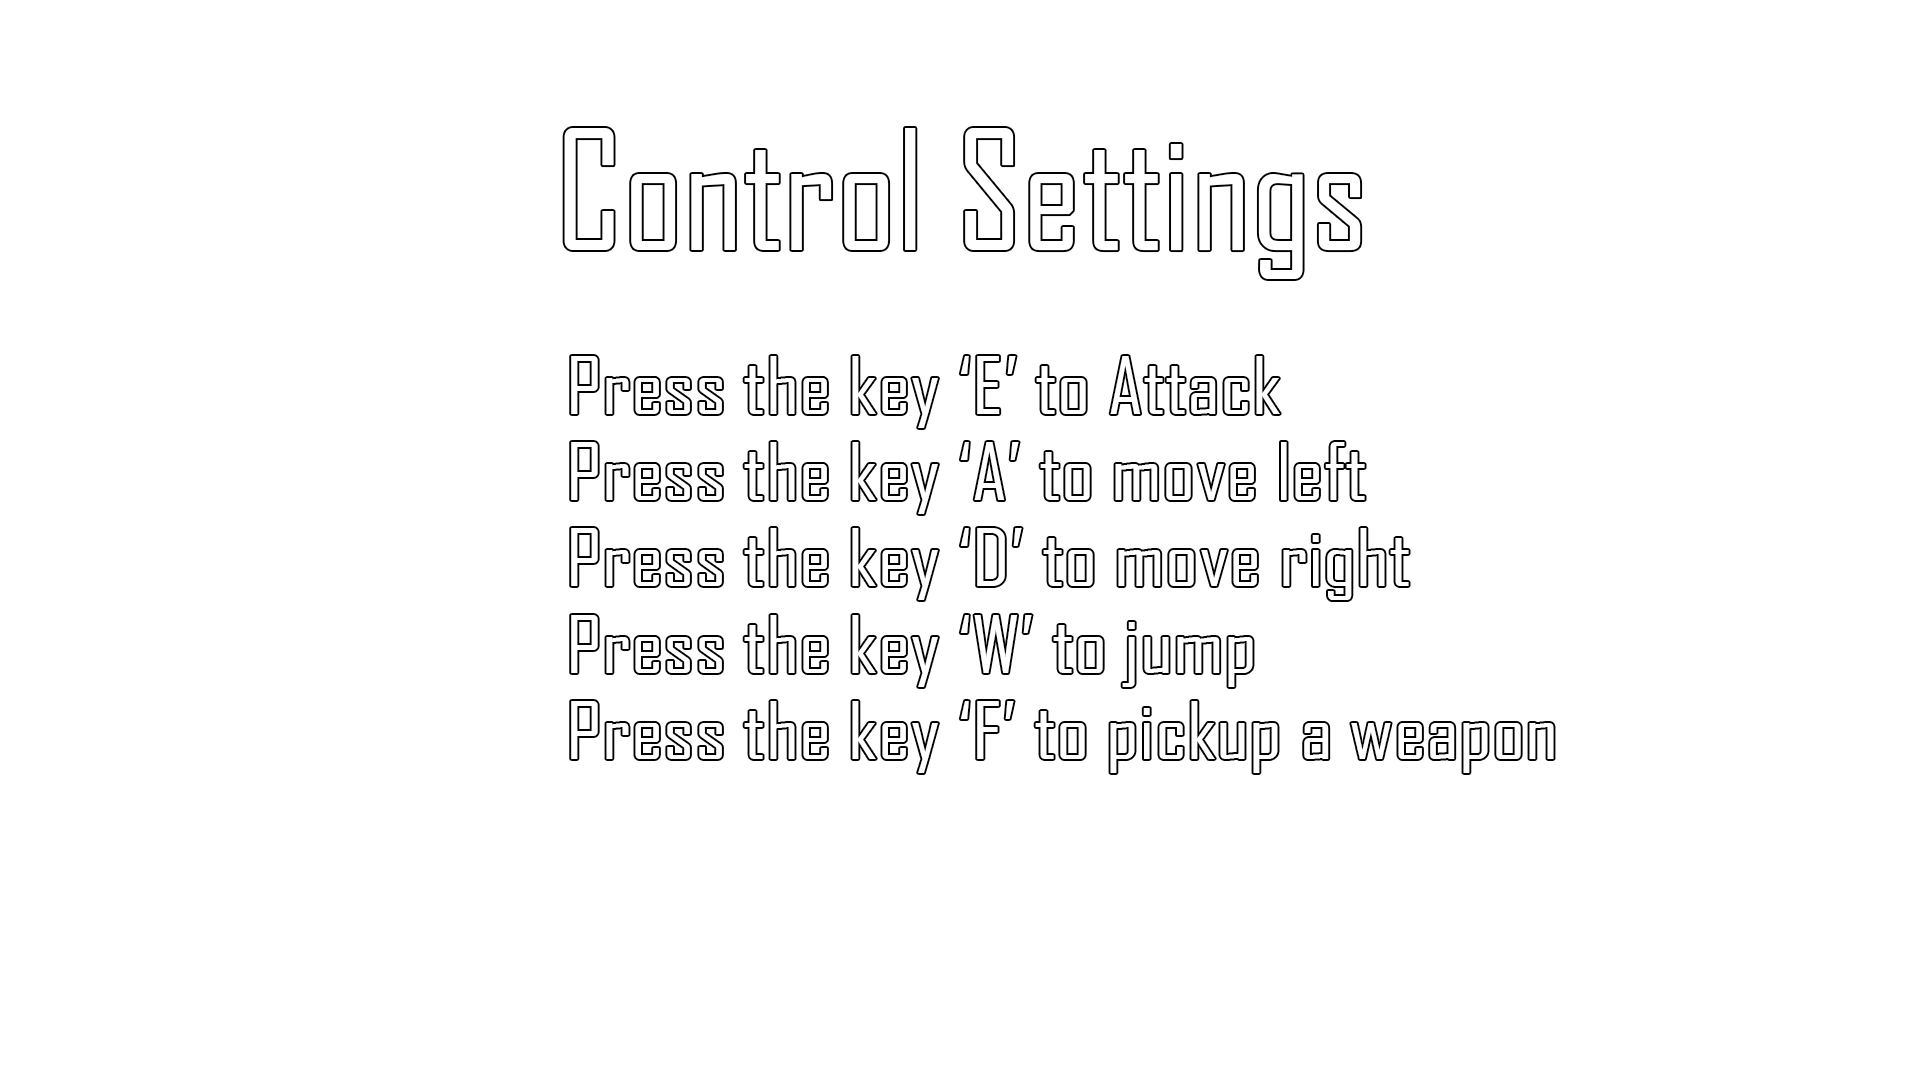 Control Settings
Press the key ‘E’ to Attack
Press the key ‘A’ to move left
Press the key ‘D’ to move right
Press the key ‘W’ to jump
Press the key ‘F’ to pickup a weapon